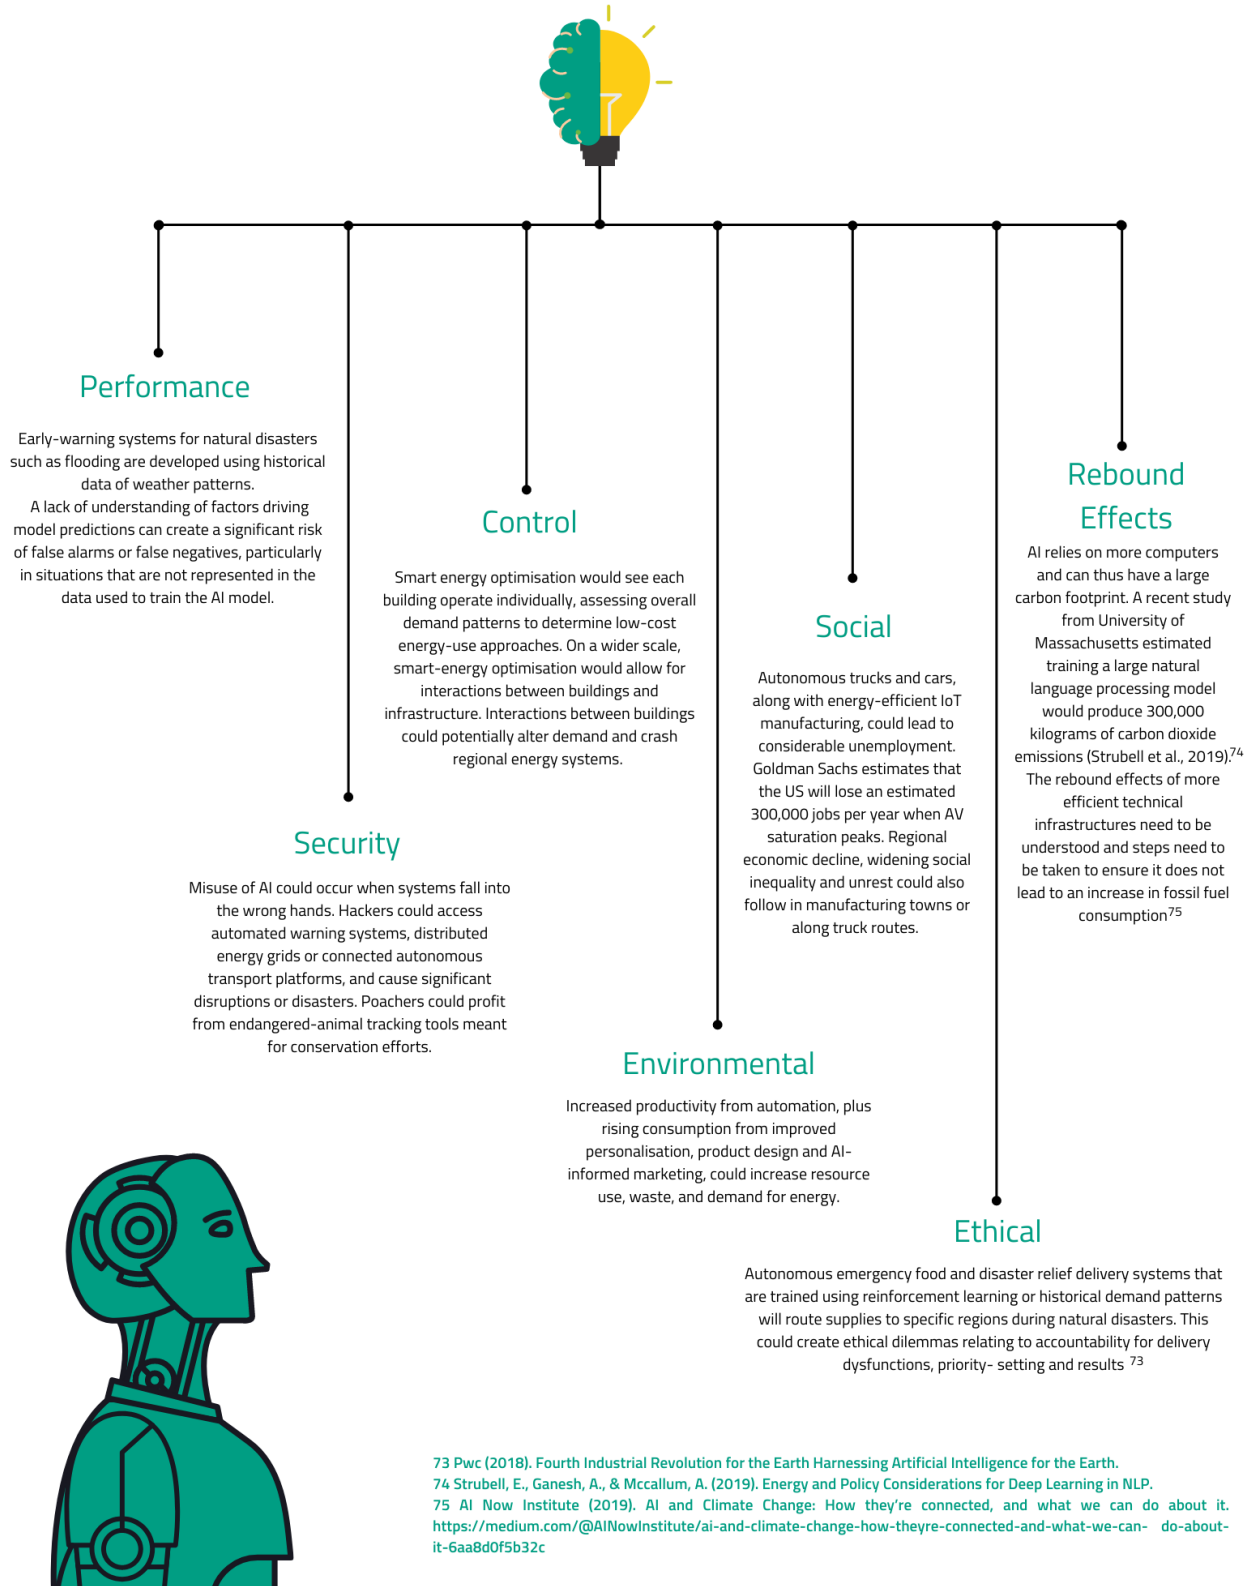 Performance
Early-warning systems for natural disasters
such as flooding are developed using historical
data of weather patterns.
A lack of understanding of factors driving
model predictions can create a significant risk
of false alarms or false negatives, particularly
in situations that are not represented in the
data used to train the AI model.
Security
Misuse of AI could occur when systems fall into
the wrong hands. Hackers could access
automated warning systems, distributed
energy grids or connected autonomous
transport platforms, and cause significant
disruptions or disasters. Poachers could profit
from endangered-animal tracking tools meant
for conservation efforts.
Control
Smart energy optimisation would see each
building operate individually, assessing overall
demand patterns to determine low-cost
energy-use approaches. On a wider scale,
smart-energy optimisation would allow for
interactions between buildings and
infrastructure. Interactions between buildings
could potentially alter demand and crash
regional energy systems.
Environmental
Increased productivity from automation, plus
rising consumption from improved
personalisation, product design and AI-
informed marketing, could increase resource
use, waste, and demand for energy.
Social
Autonomous trucks and cars,
along with energy-efficient IoT
manufacturing, could lead to
considerable unemployment.
Goldman Sachs estimates that
the US will lose an estimated
300,000 jobs per year when AV
saturation peaks. Regional
economic decline, widening social
inequality and unrest could also
follow in manufacturing towns or
along truck routes.
Ethical
Autonomous emergency food and disaster relief delivery systems that
are trained using reinforcement learning or historical demand patterns
will route supplies to specific regions during natural disasters. This
could create ethical dilemmas relating to accountability for delivery
dysfunctions, priority- setting and results 73
Rebound
Effects
AI relies on more computers
and can thus have a large
carbon footprint. A recent study
from University of
Massachusetts estimated
training a large natural
language processing model
would produce 300,000
kilograms of carbon dioxide
emissions (Strubell et al., 2019).74
The rebound effects of more
efficient technical
infrastructures need to be
understood and steps need to
be taken to ensure it does not
lead to an increase in fossil fuel
consumption75
73 Pwc (2018). Fourth Industrial Revolution for the Earth Harnessing Artificial Intelligence for the Earth.
74 Strubell, E., Ganesh, A., & Mccallum, A. (2019). Energy and Policy Considerations for Deep Learning in NLP.
75 AI Now Institute (2019). AI and Climate Change: How they're connected, and what we can do about it.
https://medium.com/@AINowInstitute/ai-and-climate-change-how-theyre-connected-and-what-we-can- do-about-
it-6aa8d0f5b32c